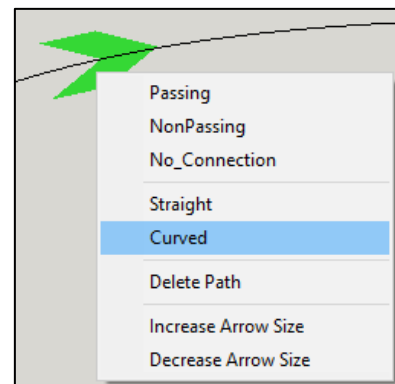 Passing
NonPassing
No_Connection
Straight
Curved
Delete Path
Increase Arrow Size
Decrease Arrow Size